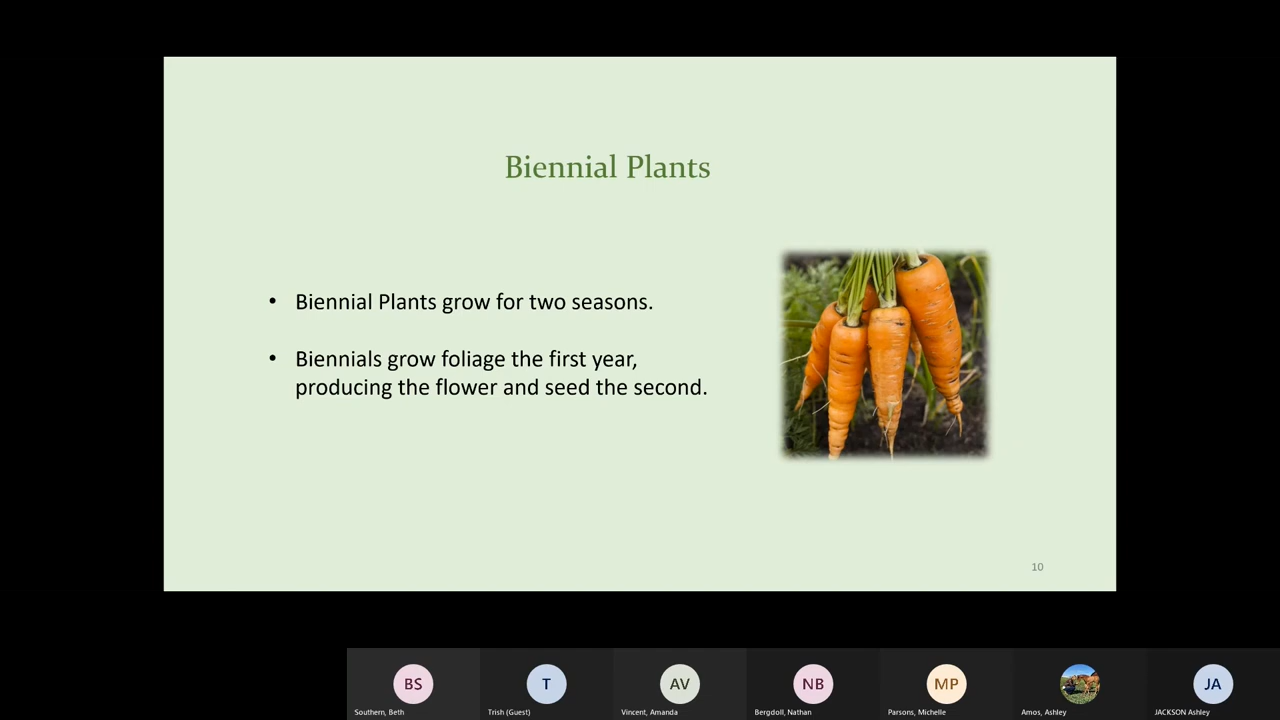 Biennial Plants
• Biennial Plants grow for two seasons.
• Biennials grow foliage the first year,
producing the flower and seed the second.
10
BS
T
AV
NB
MP
JA
Southern, Beth
Trish (Guest)
Vincent, Amanda
Bergdoll, Nathan
Parsons, Michelle
Amos, Ashley
JACKSON Ashley